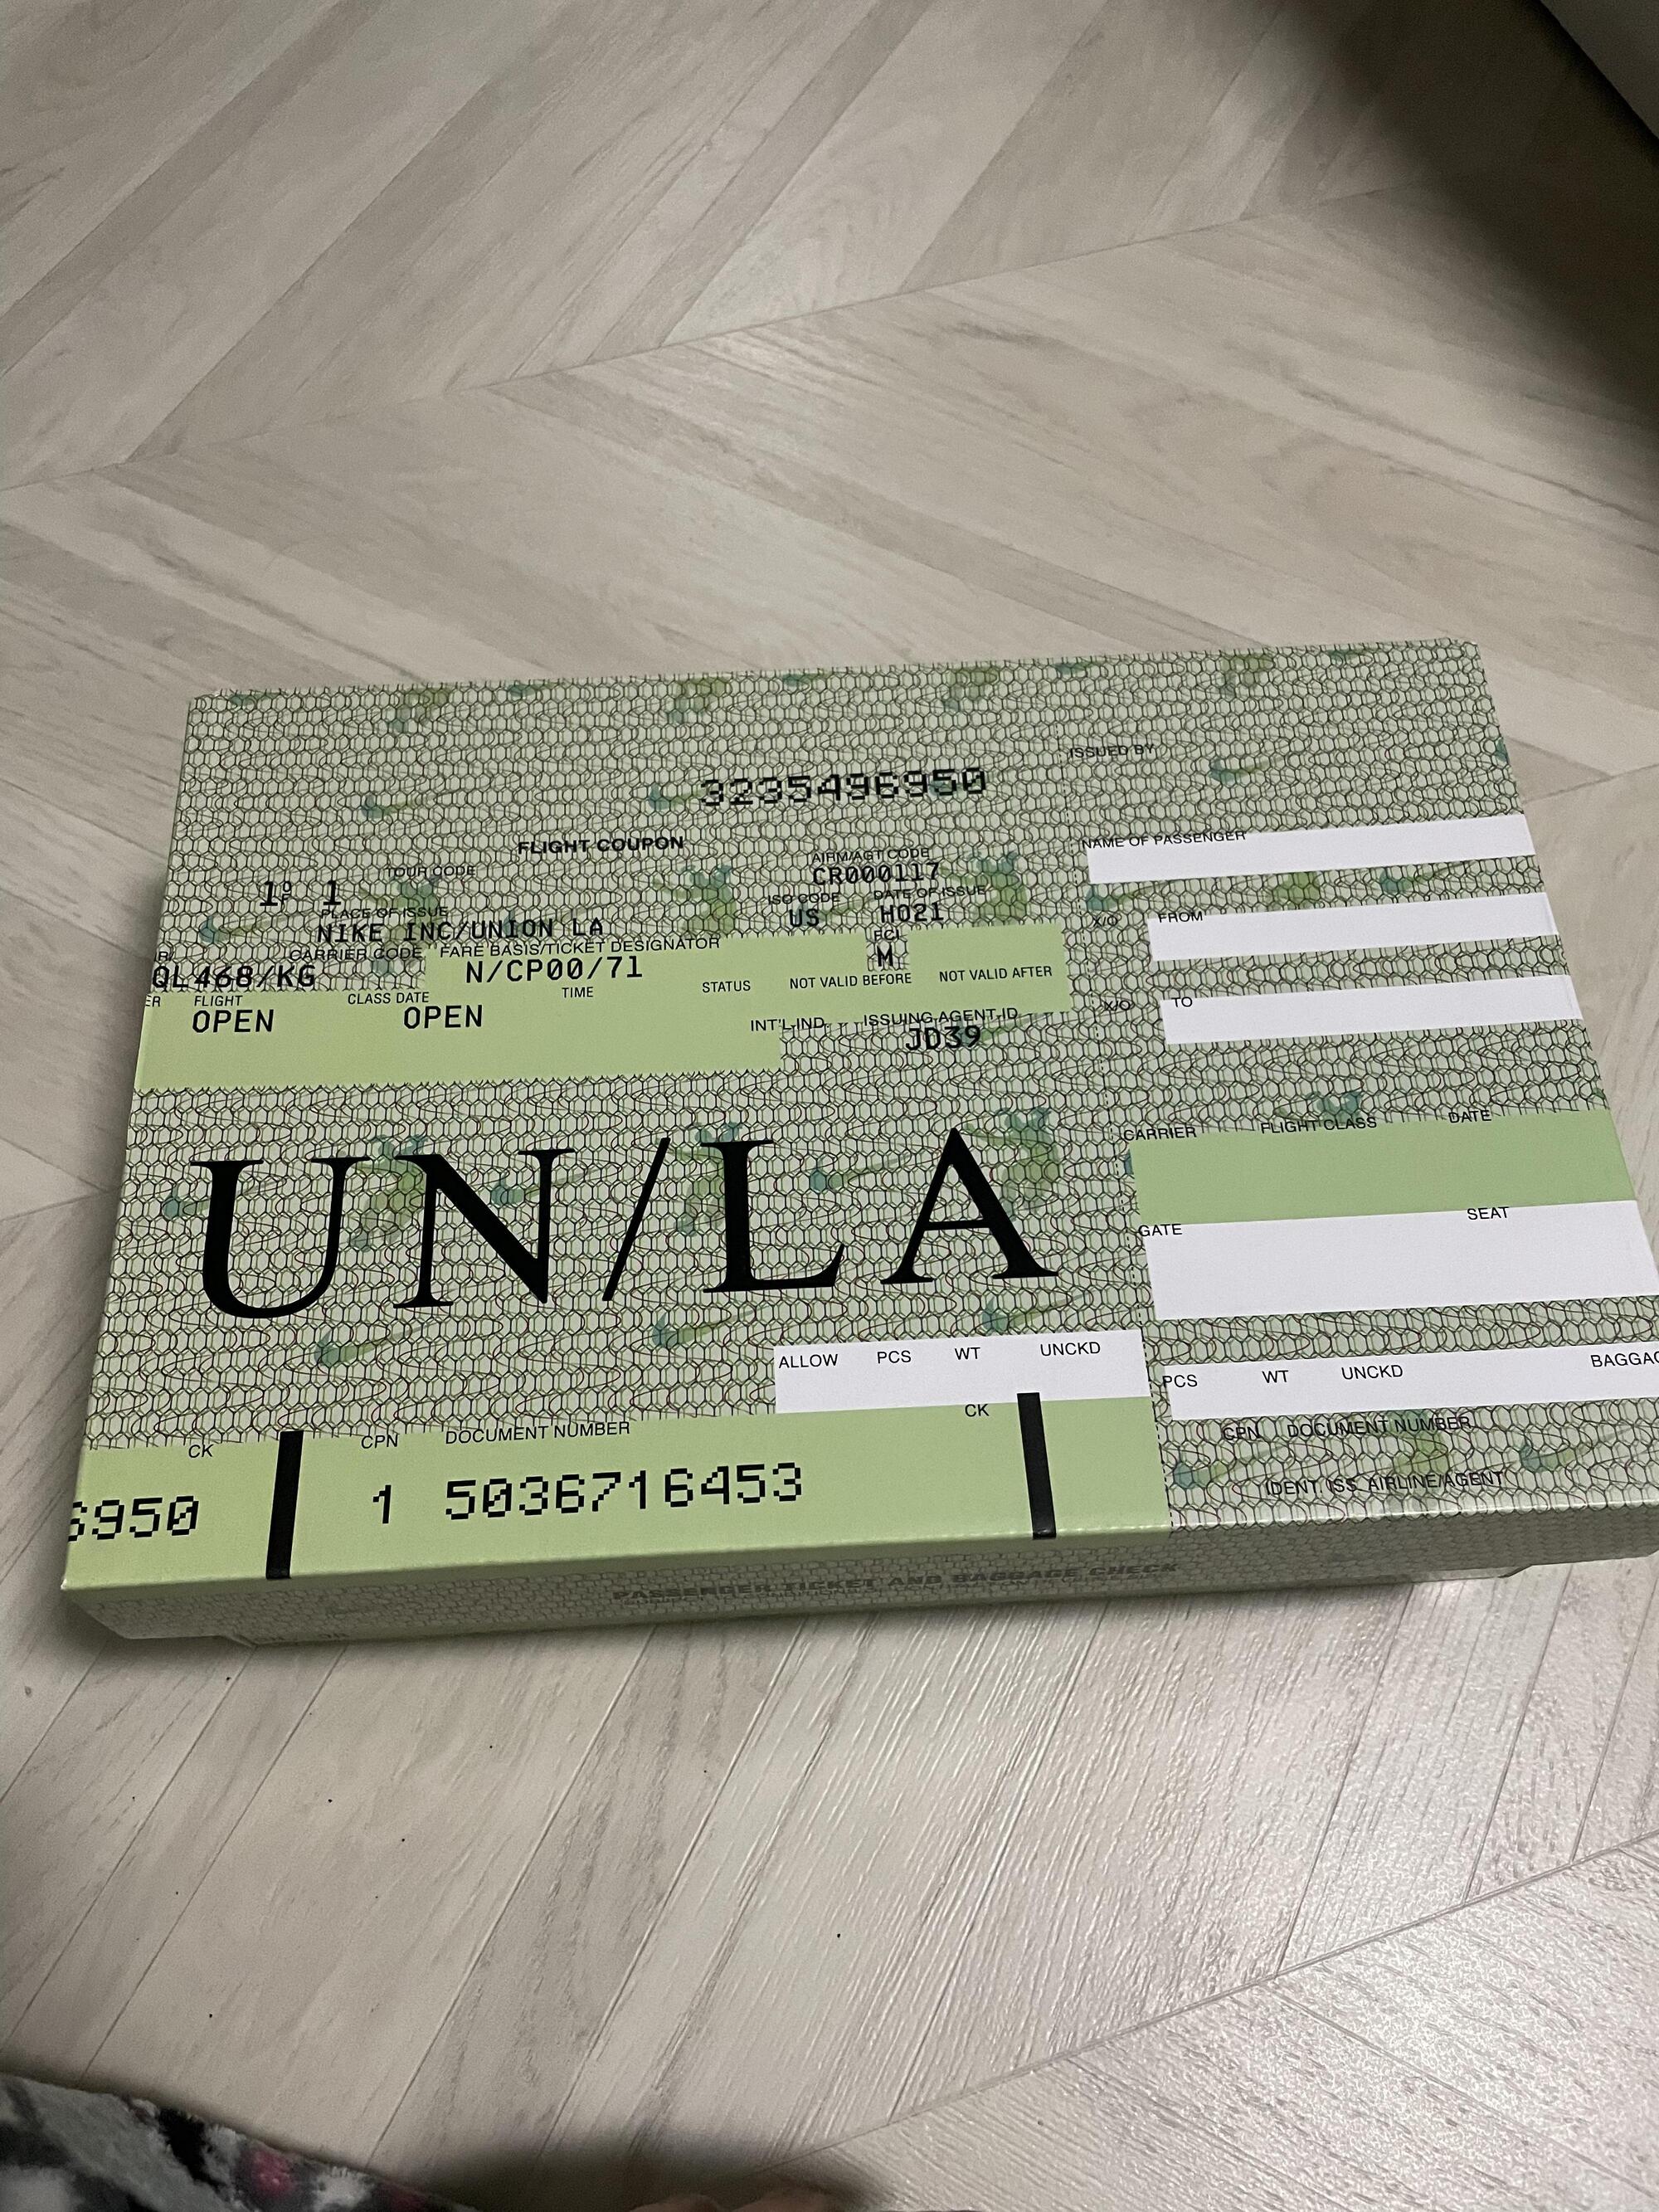 3235496950
ISSUED BY
FLIGHT COUPON
NAME OF PASSENGER
TOUR CODE
AIRM/AGT CODE
1 1
CR000117
PLACE OF ISSUE
ISO CODE DATE OF ISSUE
NIKE INC/UNION LA
US H021
X/O FROM
CARRIER CODE FARE BASIS/TICKET DESIGNATOR
FCI
QL468/KG N/CP00/71
M
FLIGHT CLASS DATE TIME STATUS NOT VALID BEFORE NOT VALID AFTER
OPEN OPEN
X/O TO
INT'L-IND ISSUING AGENT-ID
JD39
CARRIER FLIGHT CLASS DATE
UN/LA
GATE SEAT
ALLOW PCS WT UNCKD
PCS WT UNCKD BAGGAG
CK
CK CPN DOCUMENT NUMBER
CPN DOCUMENT NUMBER
6950 1 5036716453
IDENT. ISS. AIRLINE/AGENT
PASSENGER TICKET AND BAGGAGE CHECK